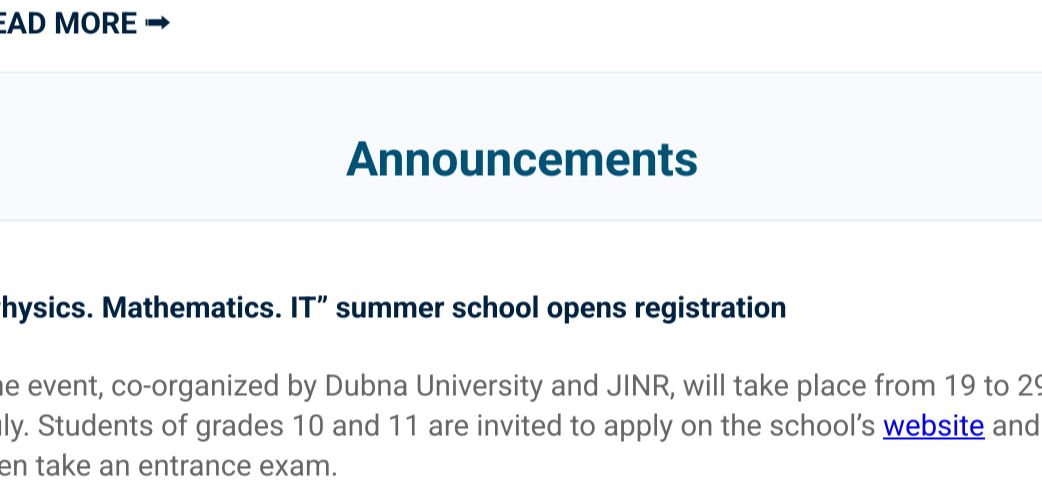 EAD MORE ➡
Announcements
hysics. Mathematics. IT” summer school opens registration
he event, co-organized by Dubna University and JINR, will take place from 19 to 29
ly. Students of grades 10 and 11 are invited to apply on the school’s website and
en take an entrance exam.